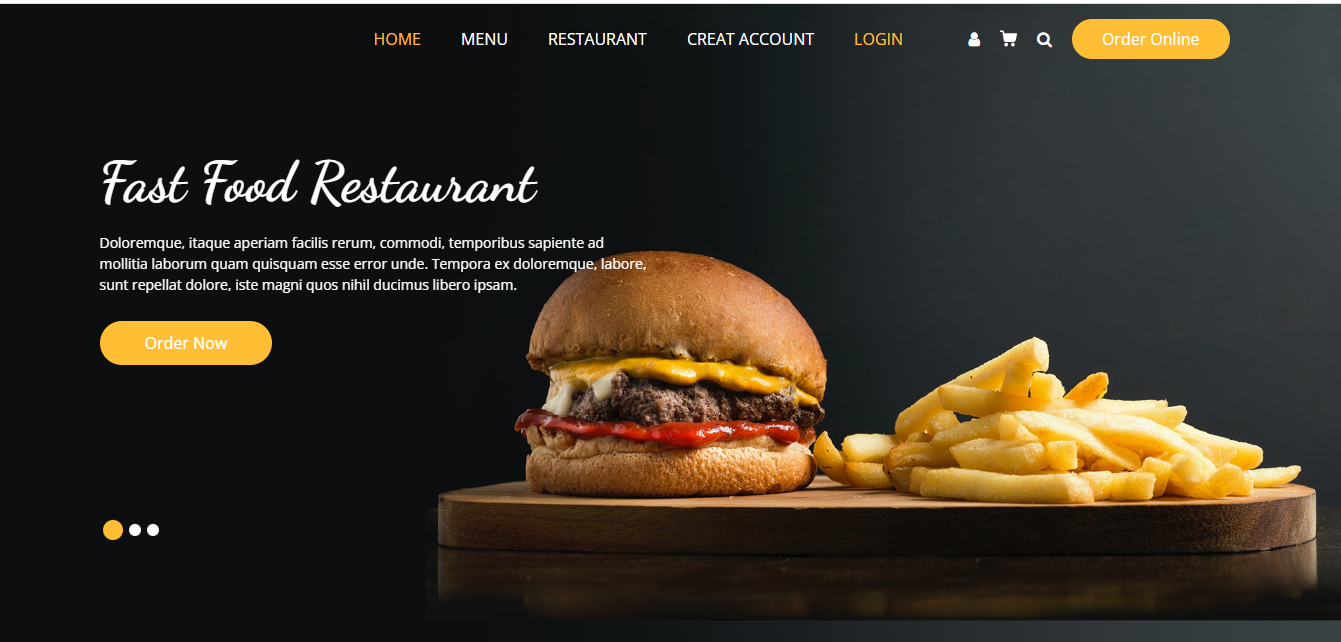 HOME MENU RESTAURANT CREAT ACCOUNT LOGIN Order Online
Fast Food Restaurant
Doloremque, itaque aperiam facilis rerum, commodi, temporibus sapiente ad
mollitia laborum quam quisquam esse error unde. Tempora ex doloremque, labore,
sunt repellat dolore, iste magni quos nihil ducimus libero ipsam.
Order Now